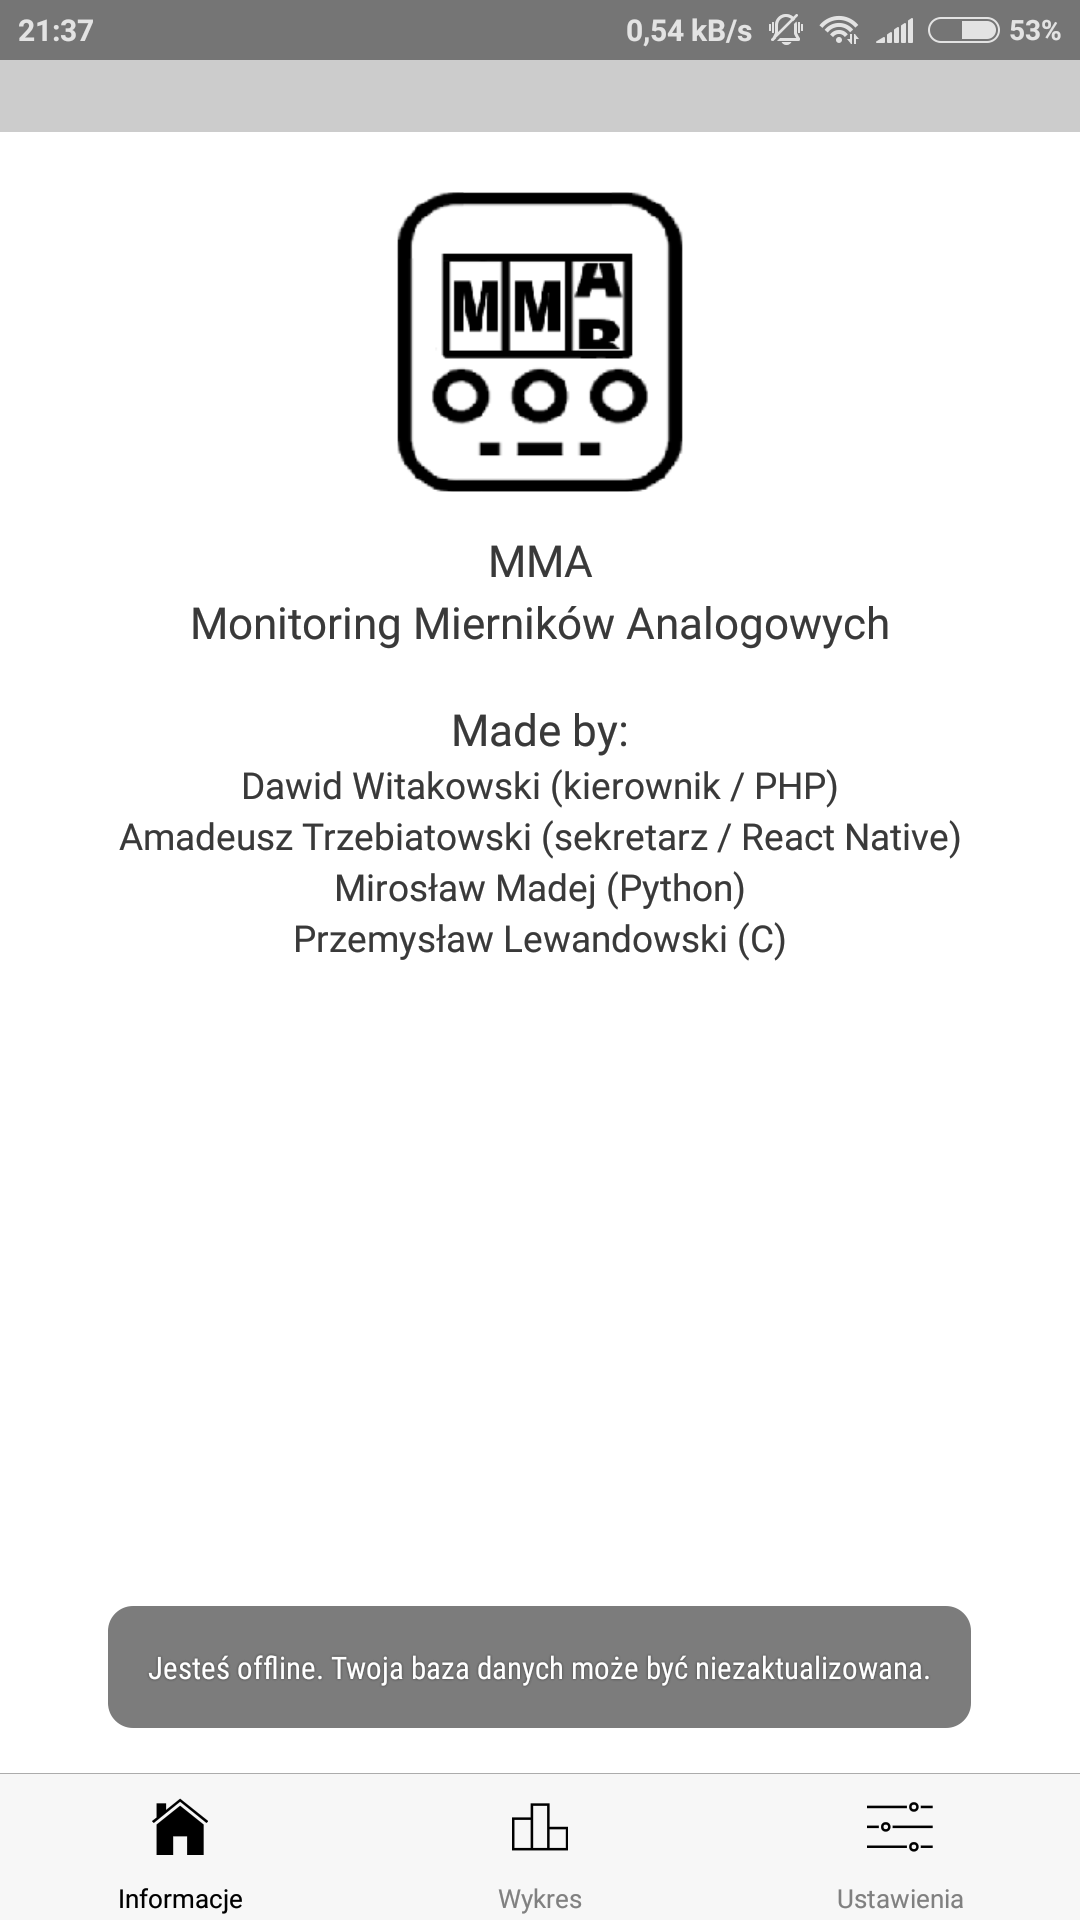 21:37 0,54 kB/s 53%
M M A
R
MMA
Monitoring Mierników Analogowych
Made by:
Dawid Witakowski (kierownik / PHP)
Amadeusz Trzebiatowski (sekretarz / React Native)
Mirosław Madej (Python)
Przemysław Lewandowski (C)
Jesteś offline. Twoja baza danych może być niezaktualizowana.
Informacje Wykres Ustawienia